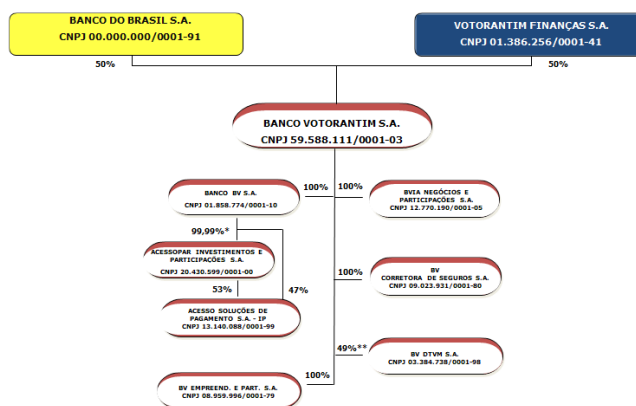 BANCO DO BRASIL S.A.
CNPJ 00.000.000/0001-91
VOTORANTIM FINANÇAS S.A.
CNPJ 01.386.256/0001-41
50%
50%
BANCO VOTORANTIM S.A.
CNPJ 59.588.111/0001-03
BANCO BV S.A.
CNPJ 01.858.774/0001-10
100%
100%
BVIA NEGÓCIOS E
PARTICIPAÇÕES S.A.
CNPJ 12.770.190/0001-05
99,99%*
ACESSOPAR INVESTIMENTOS E
PARTICIPAÇÕES S.A.
CNPJ 20.430.599/0001-00
100%
BV
CORRETORA DE SEGUROS S.A.
CNPJ 09.023.931/0001-80
53%
47%
ACESSO SOLUÇÕES DE
PAGAMENTO S.A. - IP
CNPJ 13.140.088/0001-99
49%**
BV DTVM S.A.
CNPJ 03.384.738/0001-98
100%
BV EMPREEND. E PART. S.A.
CNPJ 08.959.996/0001-79